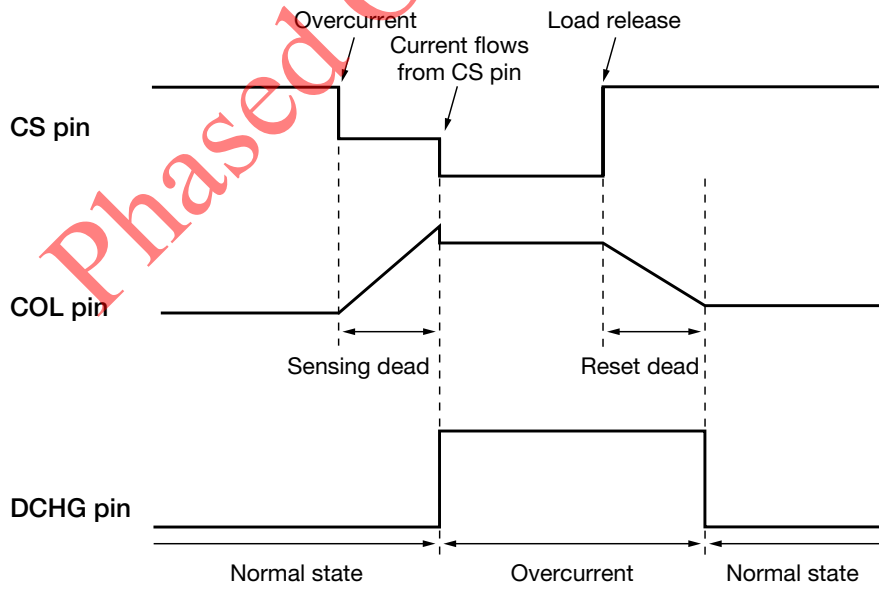 Overcurrent
Load release
Current flows
from CS pin
CS pin
COL pin
Sensing dead
Reset dead
DCHG pin
Normal state
Overcurrent
Normal state
Phased